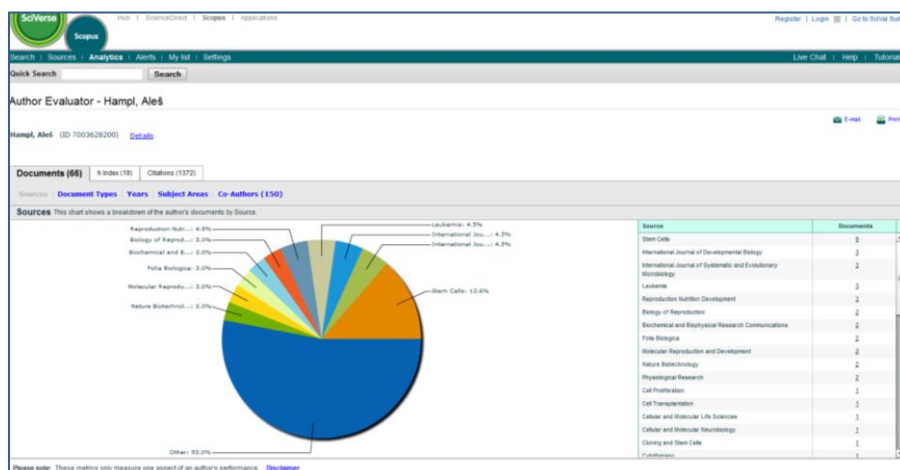 SciVerse
Hub | ScienceDirect | Scopus | Applications
Register | Login | Go to SciVal Suit
Scopus
Search | Sources | Analytics | Alerts | My list | Settings
Live Chat | Help | Tutorial
Quick Search
Search
Author Evaluator - Hampl, Aleš
E-mail
Print
Hampl, Aleš (ID 7003628200) Details
Documents (66)
h Index (19)
Citations (1372)
Sources | Document Types | Years | Subject Areas | Co-Authors (150)
Sources This chart shows a breakdown of the author's documents by Source.
Reproduction Nutr...: 4.5%
Biology of Reprod...: 3.0%
Biochemical and B...: 3.0%
Folia Biologica: 3.0%
Molecular Reprodu...: 3.0%
Nature Biotechnol...: 3.0%
Leukemia: 4.5%
International Jou...: 4.5%
International Jou...: 4.5%
Stem Cells: 13.6%
Other: 53.0%
Source Documents
Stem Cells 9
International Journal of Developmental Biology 3
International Journal of Systematic and Evolutionary
Microbiology 3
Leukemia 3
Reproduction Nutrition Development 3
Biology of Reproduction 2
Biochemical and Biophysical Research Communications 2
Folia Biologica 2
Molecular Reproduction and Development 2
Nature Biotechnology 2
Physiological Research 2
Cell Proliferation 1
Cell Transplantation 1
Cellular and Molecular Life Sciences 1
Cellular and Molecular Neurobiology 1
Cloning and Stem Cells 1
Cytotherapy 1
Please note: These metrics only measure one aspect of an author's performance. Disclaimer